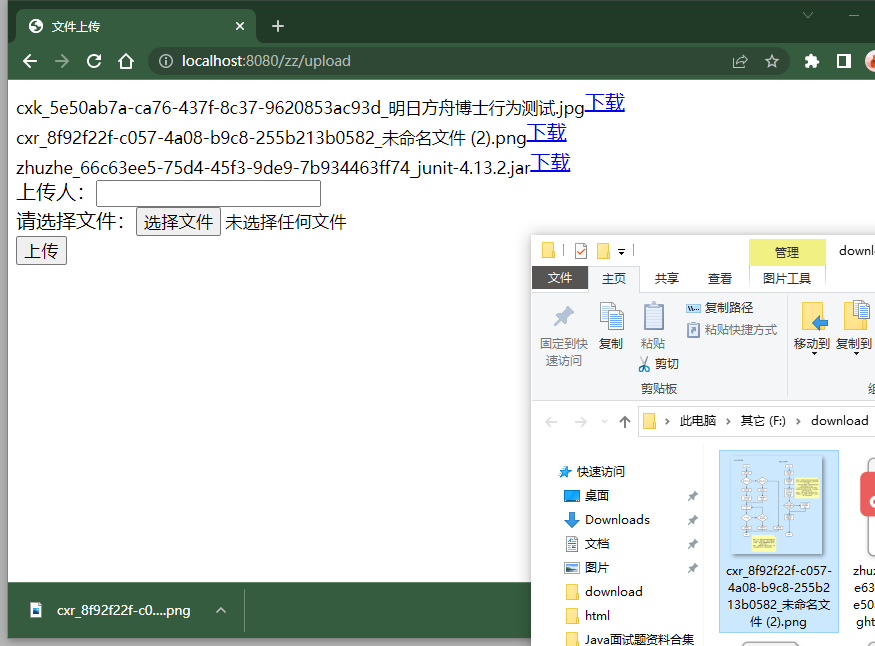 文件上传
localhost:8080/zz/upload
cxk_5e50ab7a-ca76-437f-8c37-9620853ac93d_明日方舟博士行为测试.jpg下载
cxr_8f92f22f-c057-4a08-b9c8-255b213b0582_未命名文件 (2).png下载
zhuzhe_66c63ee5-75d4-45f3-9de9-7b934463ff74_junit-4.13.2.jar下载
上传人：
请选择文件： 选择文件 未选择任何文件
上传
管理 downl
文件 主页 共享 查看 图片工具
固定到快
速访问
复制
粘贴
复制路径
粘贴快捷方式
剪切
移动到 复制到
剪贴板
此电脑 › 其它 (F:) › download
快速访问
桌面
Downloads
文档
图片
download
html
Java面试题资料合集
cxr_8f92f22f-c057-
4a08-b9c8-255b2
13b0582_未命名文
件 (2).png
zhuz
e63
e50
ght
cxr_8f92f22f-c0....png